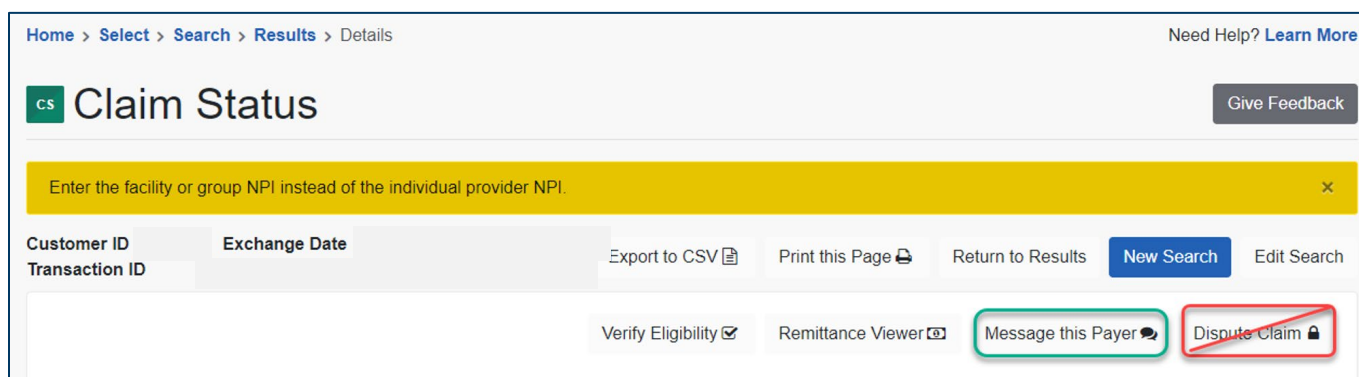 Home > Select > Search > Results > Details Need Help? Learn More
CS Claim Status Give Feedback
Enter the facility or group NPI instead of the individual provider NPI. ×
Customer ID Exchange Date
Transaction ID
Export to CSV Print this Page Return to Results New Search Edit Search
Verify Eligibility Remittance Viewer Message this Payer Dispute Claim